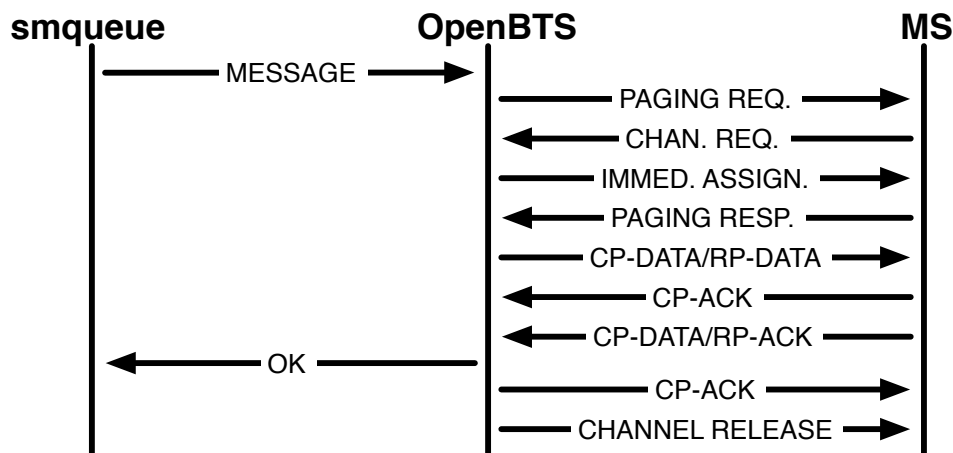 smqueue OpenBTS MS
MESSAGE
PAGING REQ.
CHAN. REQ.
IMMED. ASSIGN.
PAGING RESP.
CP-DATA/RP-DATA
CP-ACK
CP-DATA/RP-ACK
OK
CP-ACK
CHANNEL RELEASE